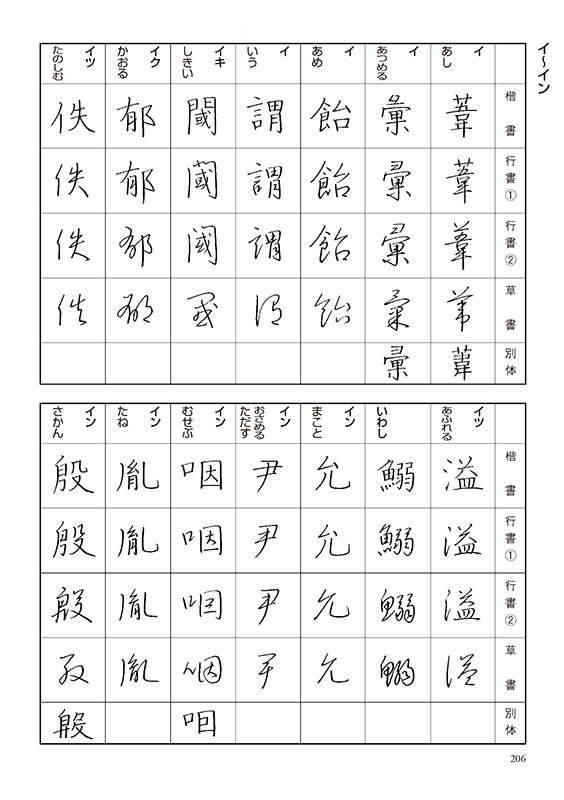 イ〜イン
楷書 行書① 行書② 草書 別体
イ
あし
葦 葦 葦 葦 葦
イ
あつめる
彙 彙 彙 彙 彙
イ
あめ
飴 飴 飴 飴
イ
いう
謂 謂 謂 謂
イキ
しきい
閾 閾 閾 閾
イク
かおる
郁 郁 郁 郁
イツ
たのしむ
佚 佚 佚 佚
楷書 行書① 行書② 草書 別体
イツ
あふれる
溢 溢 溢 溢
いわし
鰯 鰯 鰯 鰯
イン
まこと
允 允 允 允
イン
おさめる
ただす
尹 尹 尹 尹
イン
むせぶ
咽 咽 咽 咽 咽
イン
たね
胤 胤 胤 胤
イン
さかん
殷 殷 殷 殷 殷
206